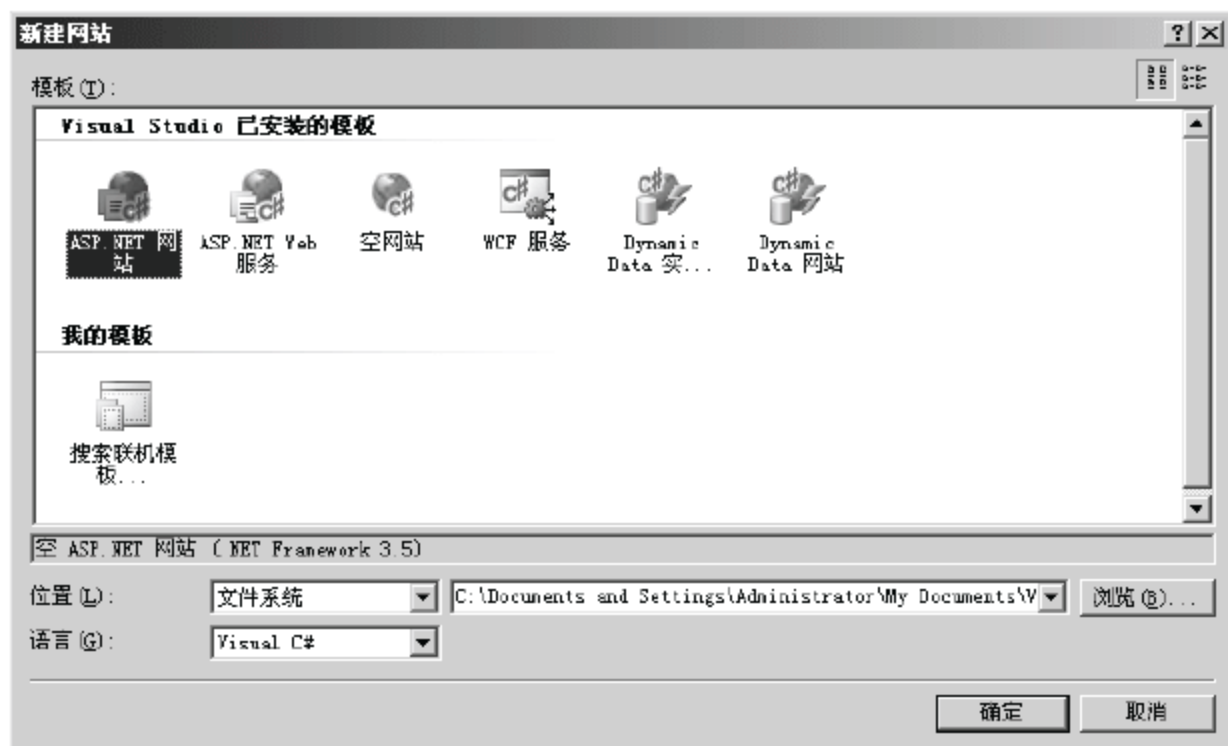 新建网站
模板(T):
Visual Studio 已安装的模板
ASP.NET 网
站
ASP.NET Web
服务
空网站
WCF 服务
Dynamic
Data 实...
Dynamic
Data 网站
我的模板
搜索联机模
板...
空 ASP.NET 网站 (.NET Framework 3.5)
位置(L): 文件系统 C:\Documents and Settings\Administrator\My Documents\V 浏览(B)...
语言(G): Visual C#
确定 取消